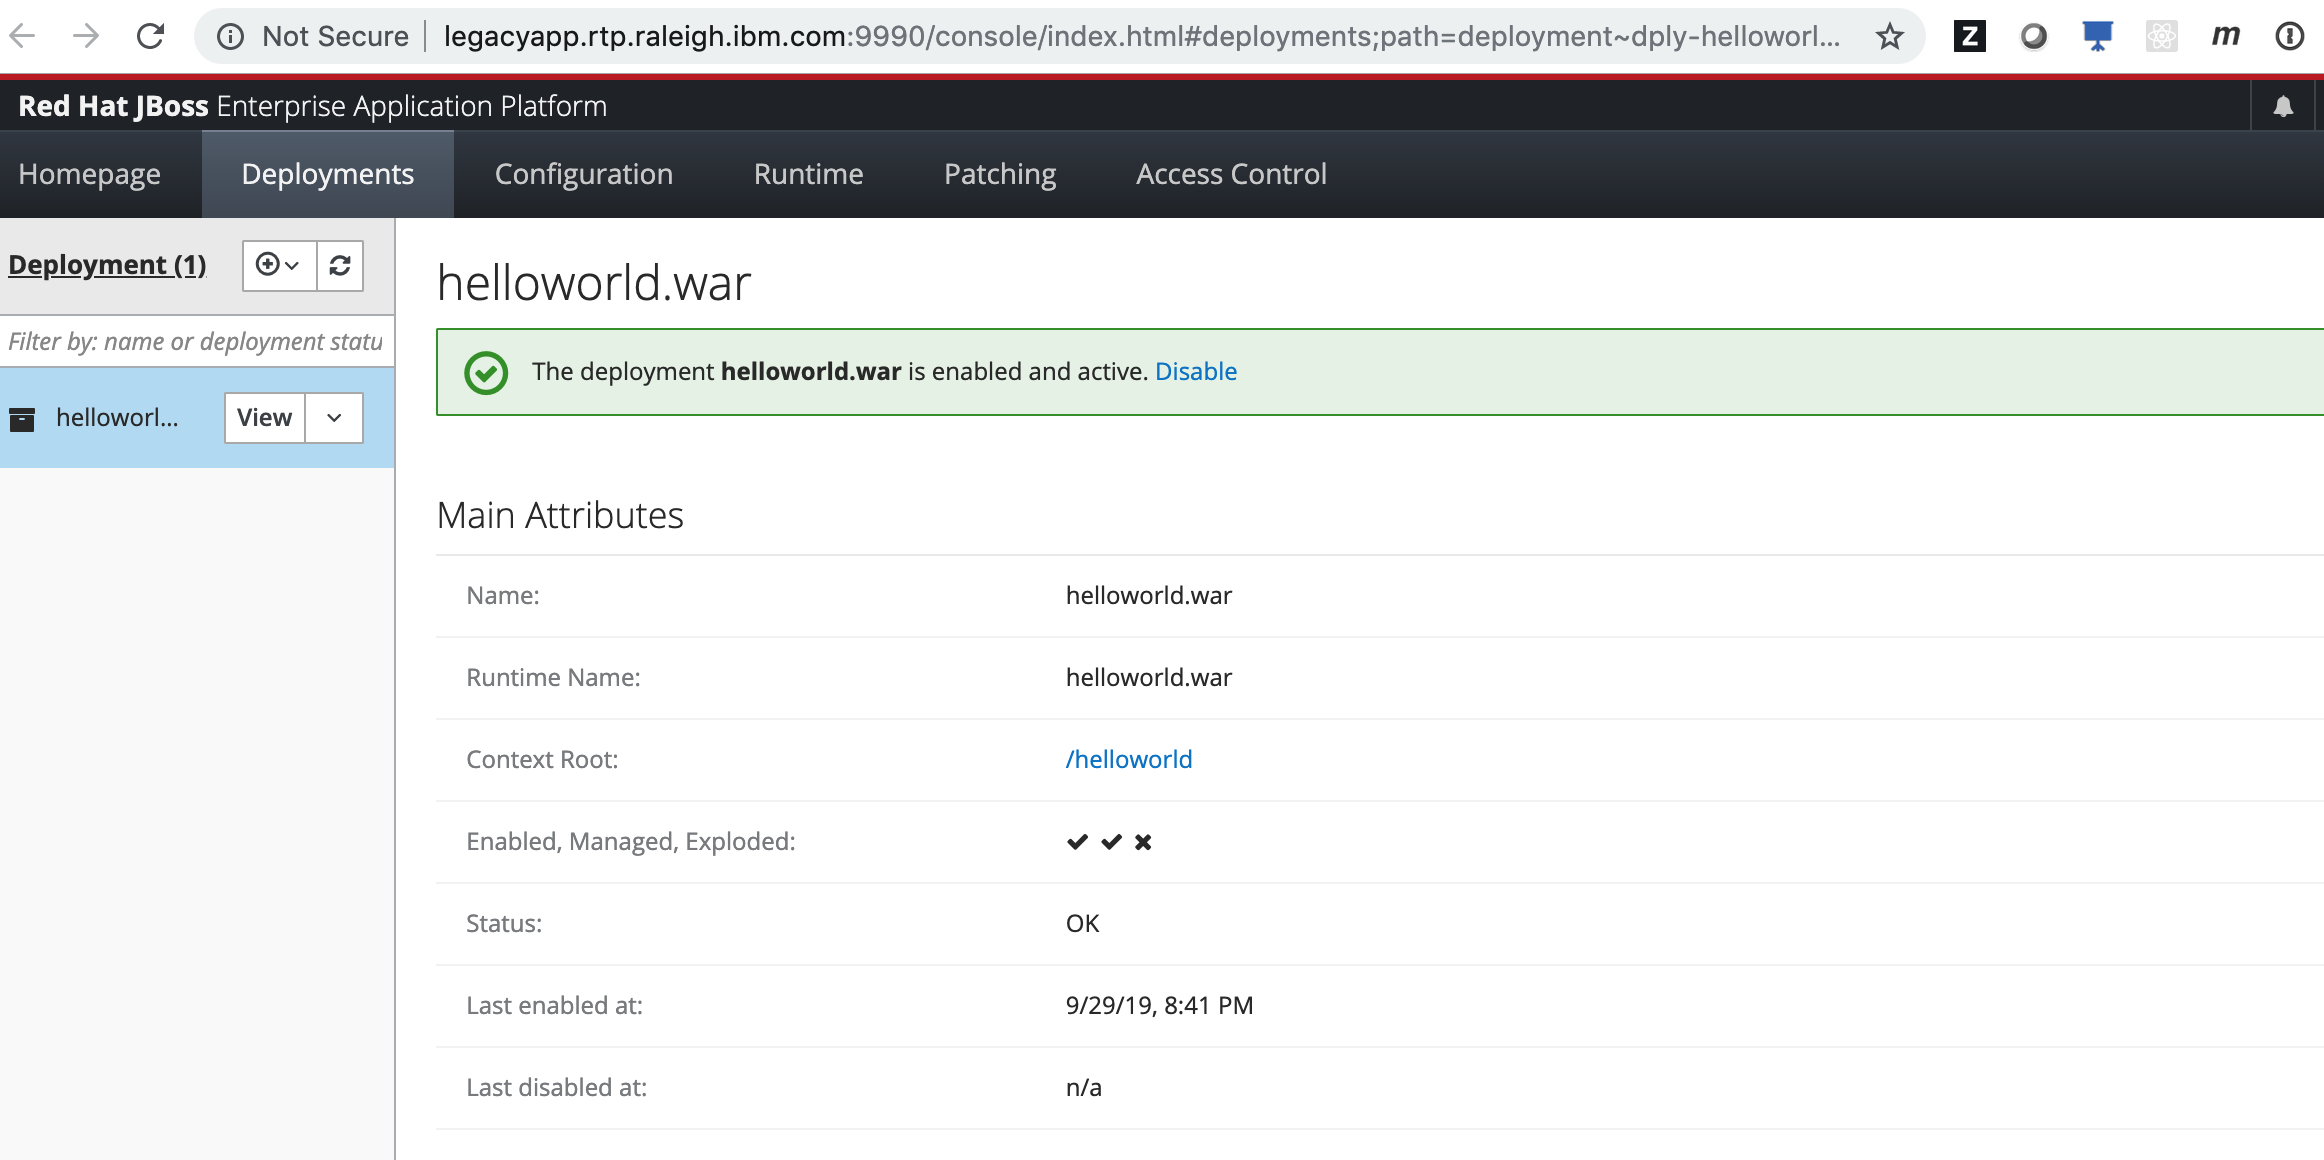 Not Secure legacyapp.rtp.raleigh.ibm.com:9990/console/index.html#deployments;path=deployment~dply-helloworl... Z m
Red Hat JBoss Enterprise Application Platform
Homepage Deployments Configuration Runtime Patching Access Control
Deployment (1)
Filter by: name or deployment statu
helloworl... View
helloworld.war
The deployment helloworld.war is enabled and active. Disable
Main Attributes
Name: helloworld.war
Runtime Name: helloworld.war
Context Root: /helloworld
Enabled, Managed, Exploded:
Status: OK
Last enabled at: 9/29/19, 8:41 PM
Last disabled at: n/a